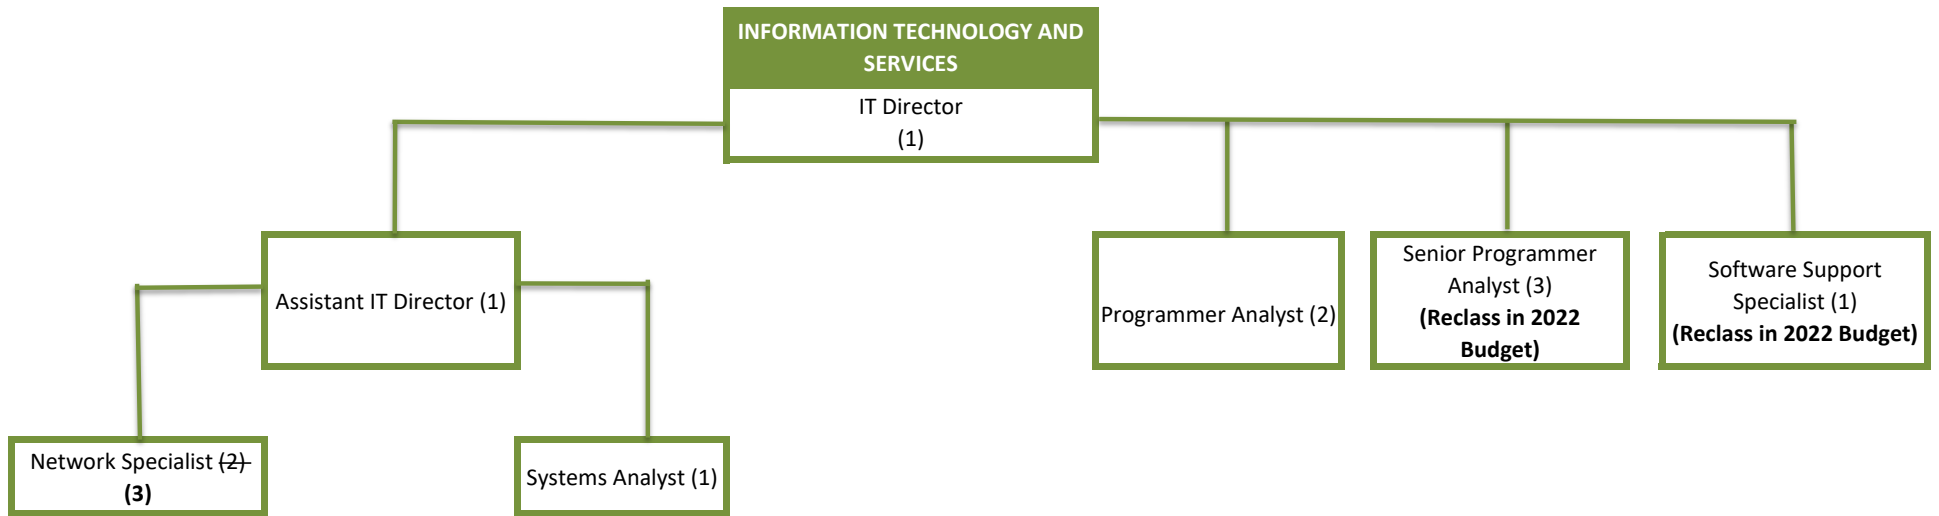 INFORMATION TECHNOLOGY AND
SERVICES
IT Director
(1)
Assistant IT Director (1)
Programmer Analyst (2)
Senior Programmer
Analyst (3)
(Reclass in 2022
Budget)
Software Support
Specialist (1)
(Reclass in 2022 Budget)
Network Specialist (2)
(3)
Systems Analyst (1)